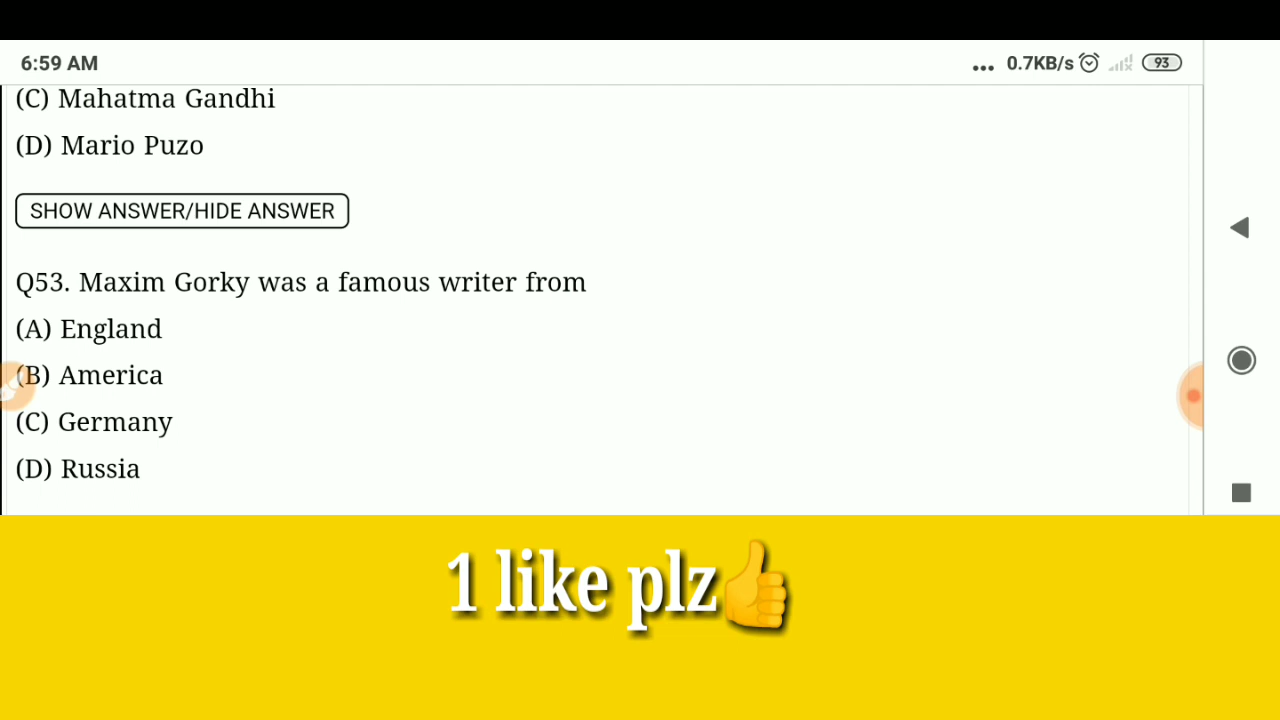 6:59 AM
... 0.7KB/s 93
(C) Mahatma Gandhi
(D) Mario Puzo
SHOW ANSWER/HIDE ANSWER
Q53. Maxim Gorky was a famous writer from
(A) England
(B) America
(C) Germany
(D) Russia
1 like plz👍